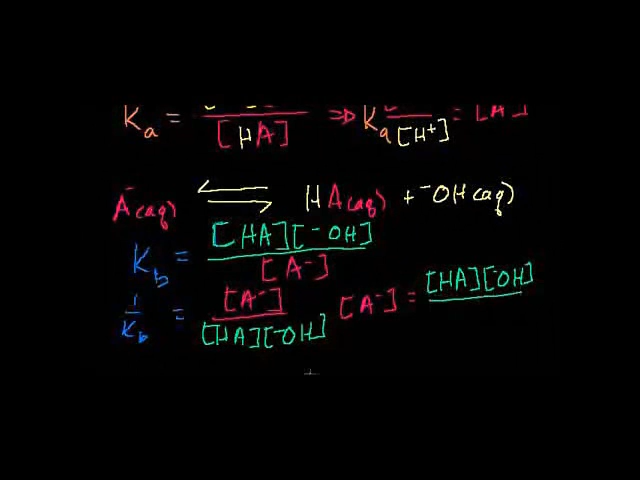 Ka = [HA] ⇒ Ka [H+] = [A]
A-(aq) ⇌ HA(aq) + -OH(aq)
Kb = [HA][-OH] / [A-]
1/Kb = [A-] / [HA][-OH] [A-] = [HA][-OH]